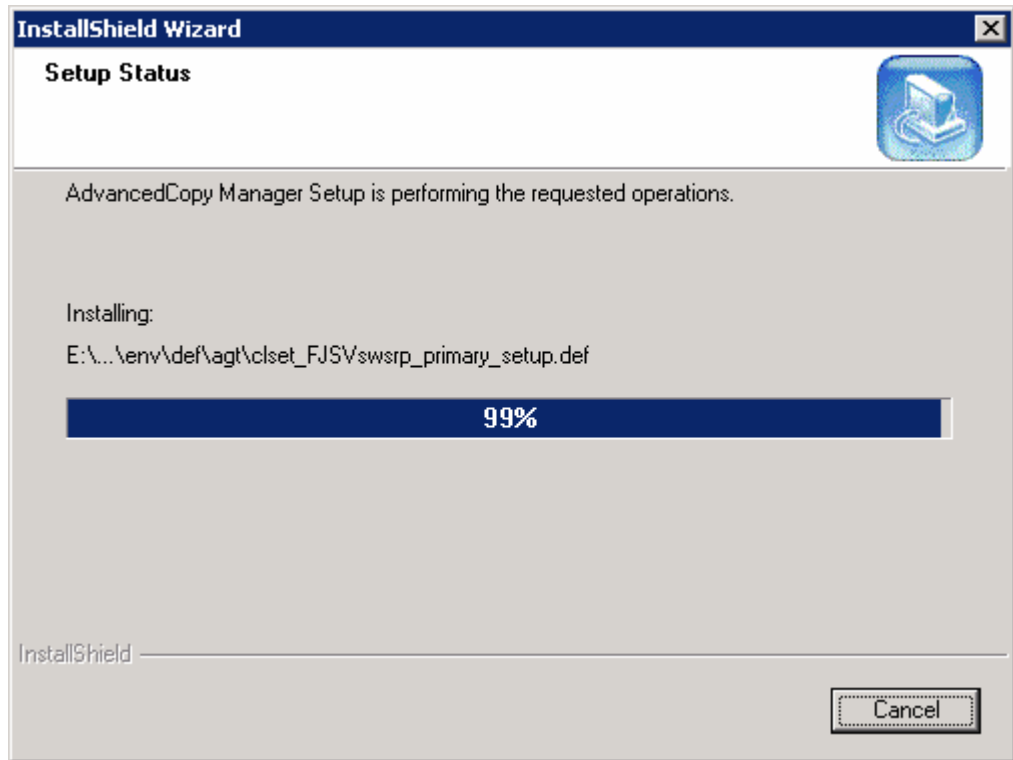 InstallShield Wizard
Setup Status
AdvancedCopy Manager Setup is performing the requested operations.
Installing:
E:\...\env\def\agt\clset_FJSVswsrp_primary_setup.def
99%
InstallShield
Cancel